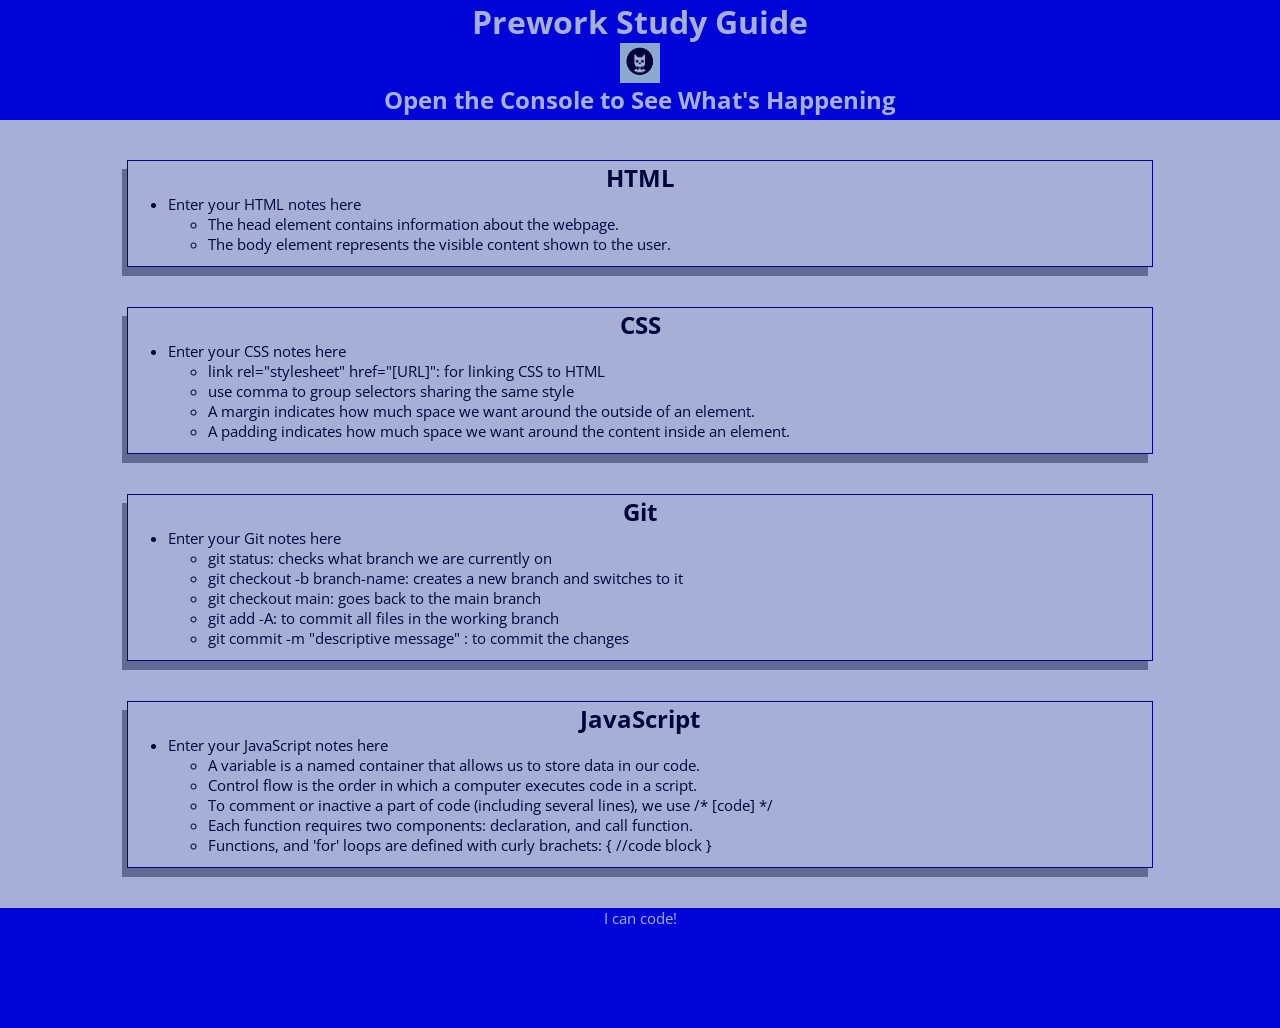 Prework Study Guide
Open the Console to See What's Happening
HTML
Enter your HTML notes here
The head element contains information about the webpage.
The body element represents the visible content shown to the user.
CSS
Enter your CSS notes here
link rel="stylesheet" href="[URL]": for linking CSS to HTML
use comma to group selectors sharing the same style
A margin indicates how much space we want around the outside of an element.
A padding indicates how much space we want around the content inside an element.
Git
Enter your Git notes here
git status: checks what branch we are currently on
git checkout -b branch-name: creates a new branch and switches to it
git checkout main: goes back to the main branch
git add -A: to commit all files in the working branch
git commit -m "descriptive message" : to commit the changes
JavaScript
Enter your JavaScript notes here
A variable is a named container that allows us to store data in our code.
Control flow is the order in which a computer executes code in a script.
To comment or inactive a part of code (including several lines), we use /* [code] */
Each function requires two components: declaration, and call function.
Functions, and 'for' loops are defined with curly brachets: { //code block }
I can code!